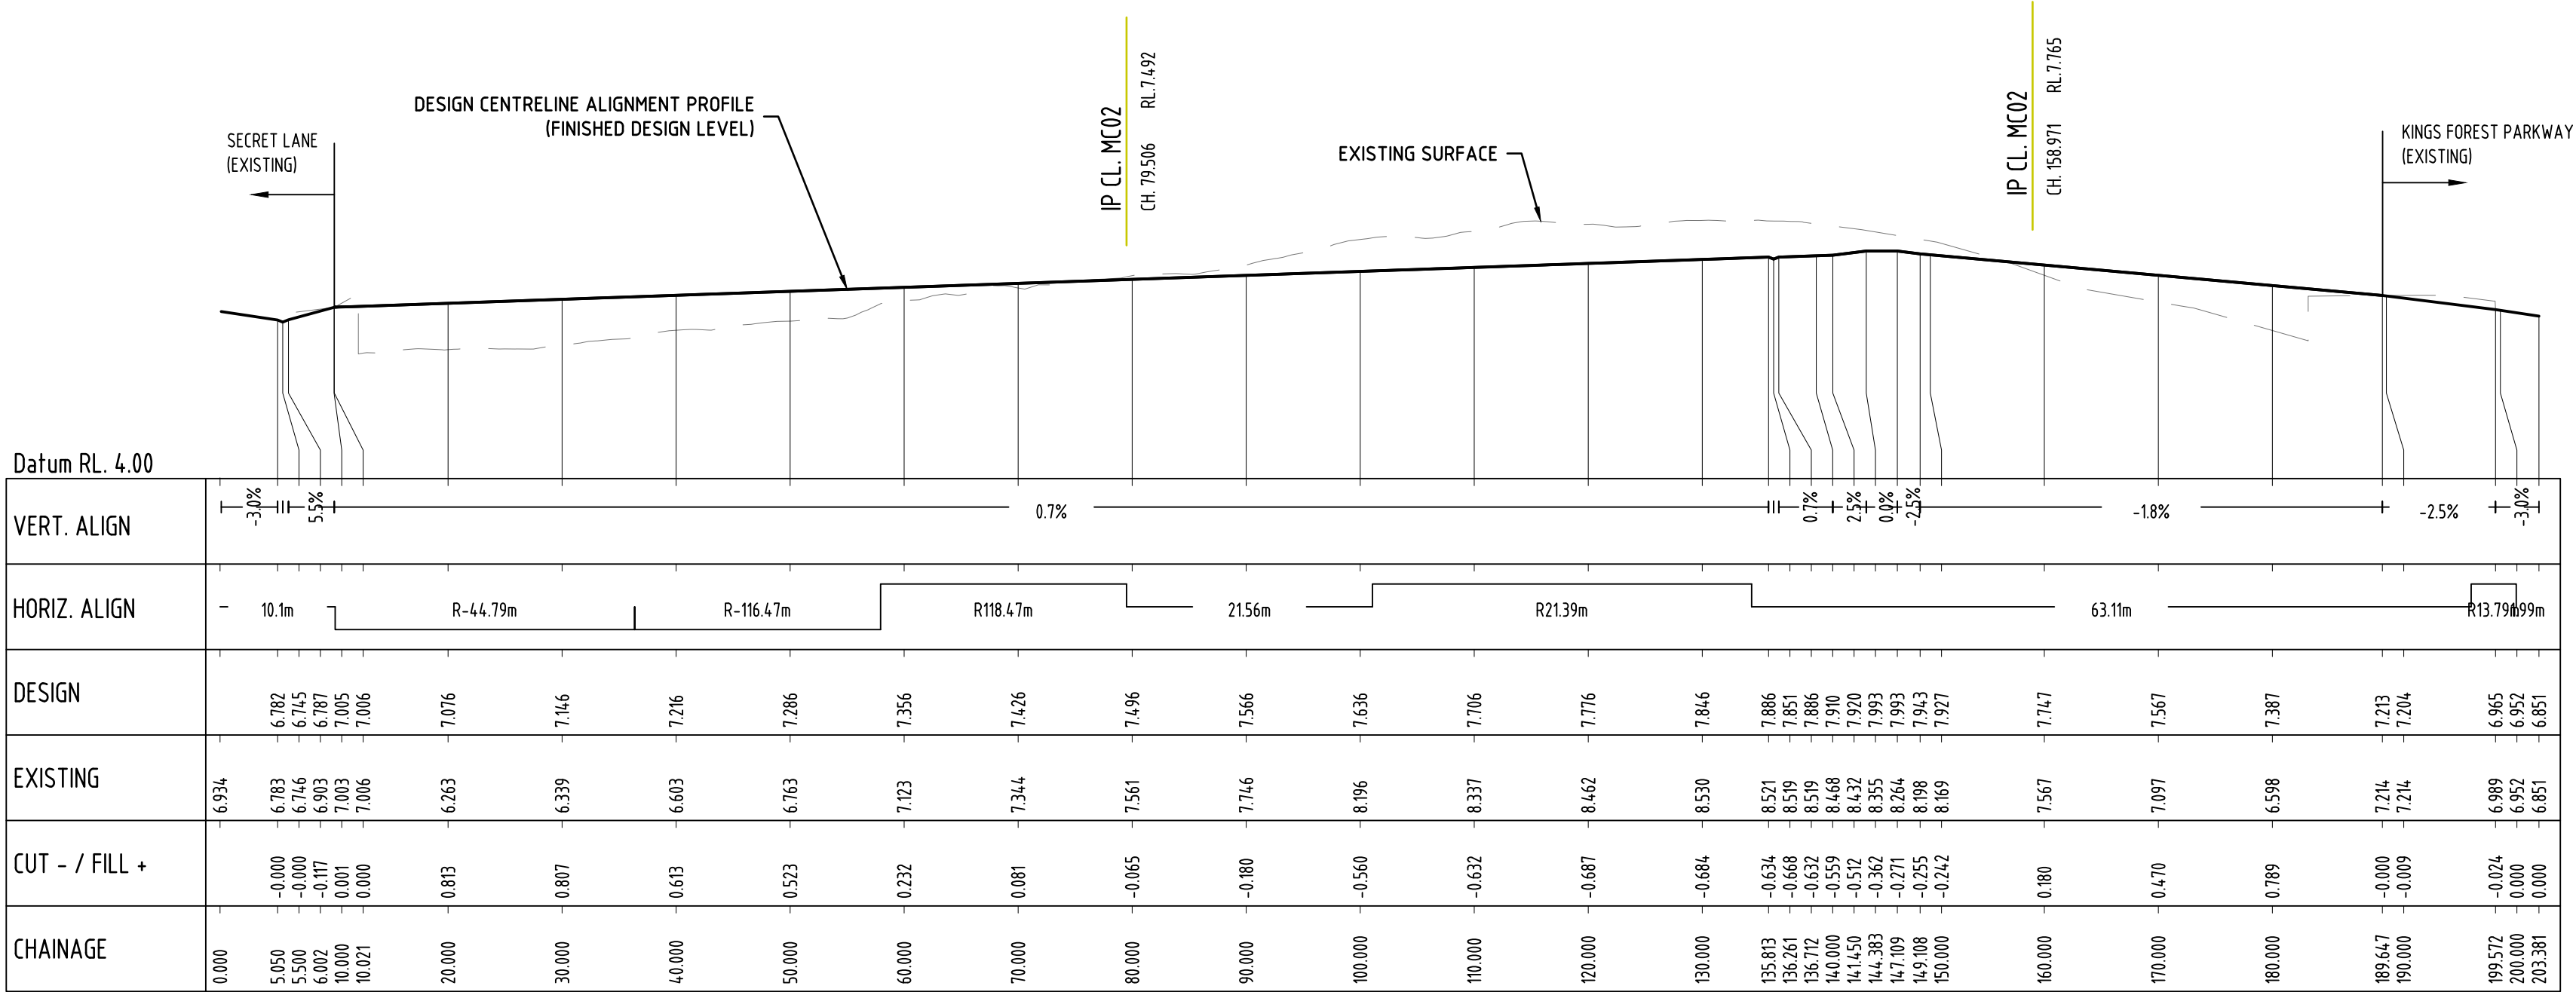 IP CL. MC02
CH. 79.506 RL.7.492
IP CL. MC02
CH. 158.971 RL.7.765
DESIGN CENTRELINE ALIGNMENT PROFILE
(FINISHED DESIGN LEVEL)
SECRET LANE
(EXISTING)
EXISTING SURFACE
KINGS FOREST PARKWAY
(EXISTING)
Datum RL. 4.00
VERT. ALIGN -3.0% 5.5% 0.7% 0.7% 2.5% 0.0% -2.5% -1.8% -2.5% -3.0%
HORIZ. ALIGN 10.1m R-44.79m R-116.47m R118.47m 21.56m R21.39m 63.11m R13.79m
DESIGN 6.782 6.745 6.787 7.005 7.006 7.076 7.146 7.216 7.286 7.356 7.426 7.496 7.566 7.636 7.706 7.776 7.846 7.886 7.851 7.886 7.910 7.920 7.993 7.993 7.943 7.927 7.747 7.567 7.387 7.213 7.204 6.965 6.952 6.851
EXISTING 6.934 6.783 6.746 6.903 7.003 7.006 6.263 6.339 6.603 6.763 7.123 7.344 7.561 7.746 8.196 8.337 8.462 8.530 8.521 8.519 8.519 8.468 8.432 8.355 8.264 8.198 8.169 7.567 7.097 6.598 7.214 7.214 6.989 6.952 6.851
CUT - / FILL + -0.000 -0.000 -0.117 0.001 0.000 0.813 0.807 0.613 0.523 0.232 0.081 -0.065 -0.180 -0.560 -0.632 -0.687 -0.684 -0.634 -0.668 -0.632 -0.559 -0.512 -0.362 -0.271 -0.255 -0.242 0.180 0.470 0.789 -0.000 -0.009 -0.024 0.000 0.000
CHAINAGE 0.000 5.050 5.500 6.002 10.000 10.021 20.000 30.000 40.000 50.000 60.000 70.000 80.000 90.000 100.000 110.000 120.000 130.000 135.813 136.261 136.712 140.000 141.450 144.383 147.109 149.108 150.000 160.000 170.000 180.000 189.647 190.000 199.572 200.000 203.381